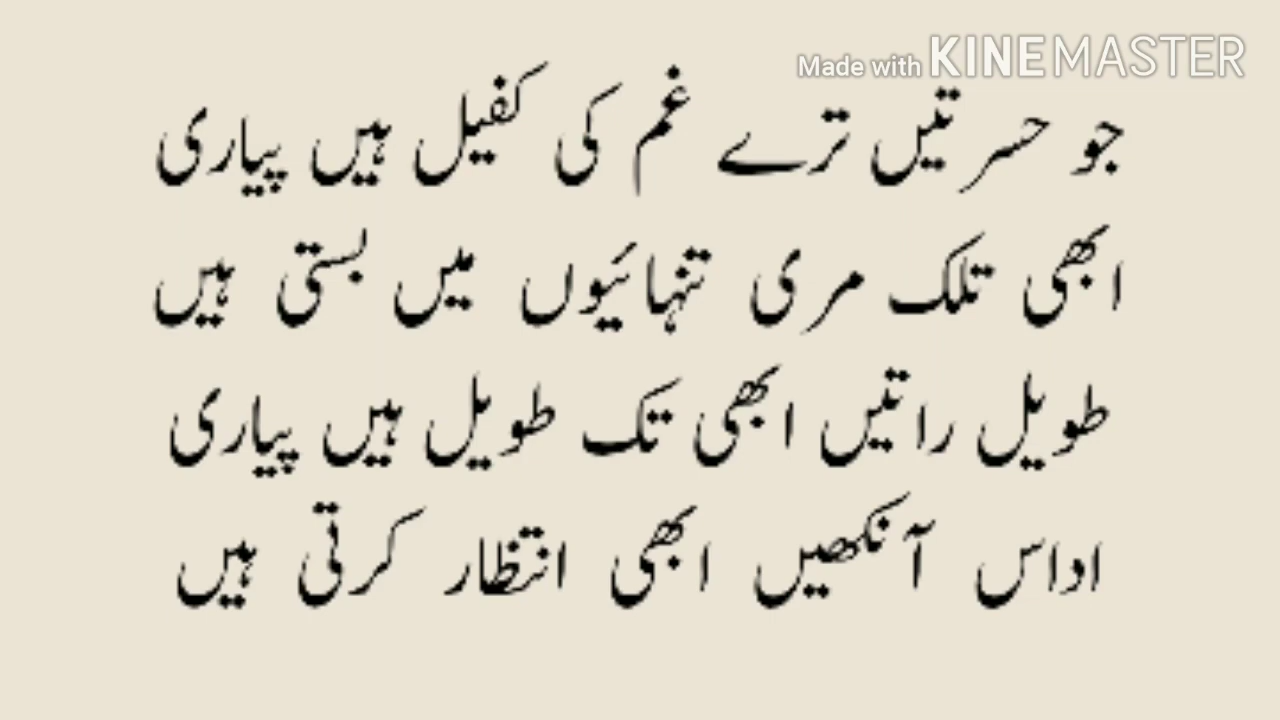 Made with KINEMASTER
جو حسرتیں ترے غم کی کفیل ہیں پیاری
ابھی تلک مری تنہائیوں میں بستی ہیں
طویل راتیں ابھی تک طویل ہیں پیاری
اداس آنکھیں ابھی انتظار کرتی ہیں